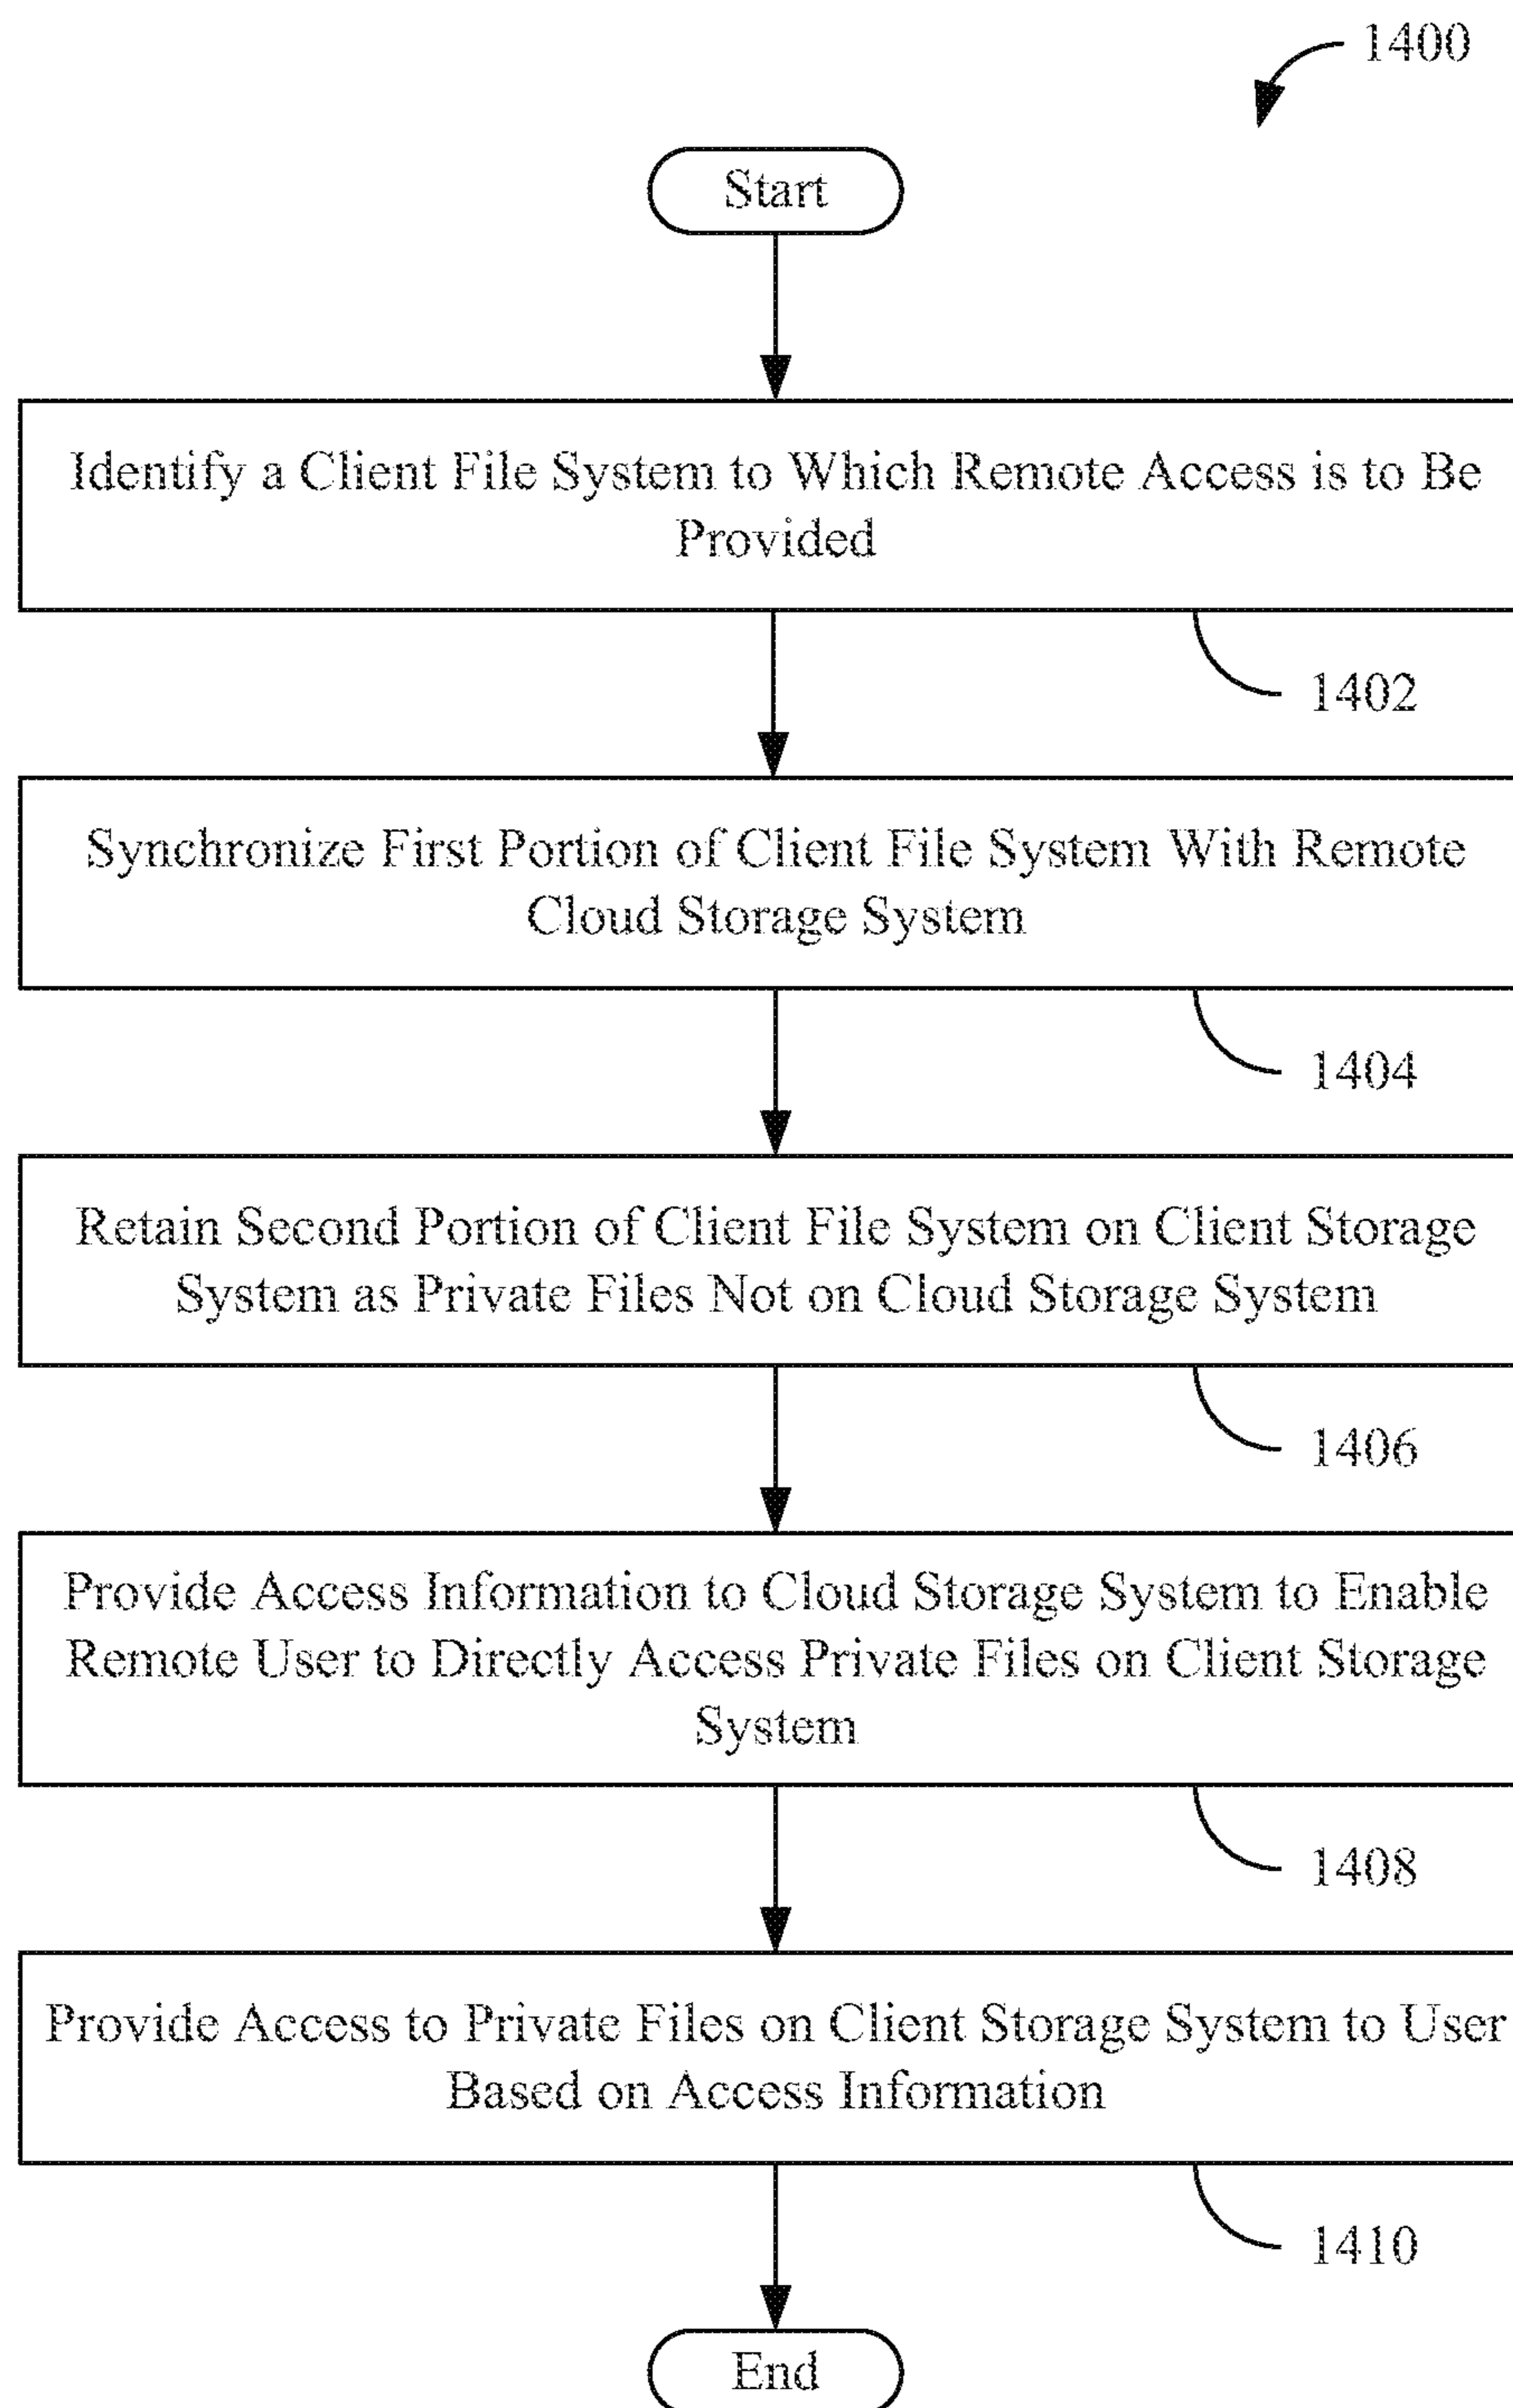 1400
Start
Identify a Client File System to Which Remote Access is to Be
Provided
1402
Synchronize First Portion of Client File System With Remote
Cloud Storage System
1404
Retain Second Portion of Client File System on Client Storage
System as Private Files Not on Cloud Storage System
1406
Provide Access Information to Cloud Storage System to Enable
Remote User to Directly Access Private Files on Client Storage
System
1408
Provide Access to Private Files on Client Storage System to User
Based on Access Information
1410
End